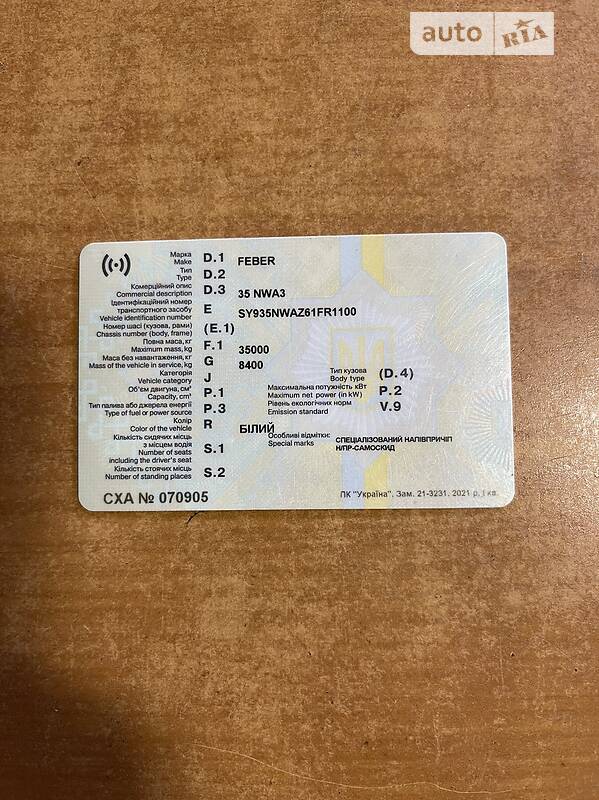 auto RIA
Марка
Make D.1 FEBER
Тип
Type D.2
Комерційний опис
Commercial description D.3 35 NWA3
Ідентифікаційний номер
транспортного засобу
Vehicle identification number E SY935NWAZ61FR1100
Номер шасі (кузова, рами)
Chassis number (body, frame) (E.1)
Повна маса, кг
Maximum mass, kg F.1 35000
Маса без навантаження, кг
Mass of the vehicle in service, kg G 8400
Категорія
Vehicle category J
Об'єм двигуна, см³
Capacity, cm³ P.1
Тип палива або джерела енергії
Type of fuel or power source P.3
Колір
Color of the vehicle R БІЛИЙ
Кількість сидячих місць
з місцем водія
Number of seats
including the driver's seat S.1
Кількість стоячих місць
Number of standing places S.2
Тип кузова
Body type (D.4)
Максимальна потужність кВт
Maximum net power (in kW) P.2
Рівень екологічних норм
Emission standard V.9
Особливі відмітки:
Special marks СПЕЦІАЛІЗОВАНИЙ НАПІВПРИЧІП
Н/ПР-САМОСКИД
СХА № 070905
ПК "Україна", Зам. 21-3231, 2021 р, І кв.